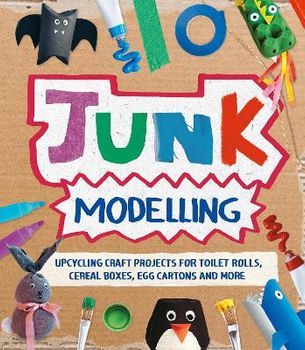 JUNK
MODELLING
UPCYCLING CRAFT PROJECTS FOR TOILET ROLLS,
CEREAL BOXES, EGG CARTONS AND MORE